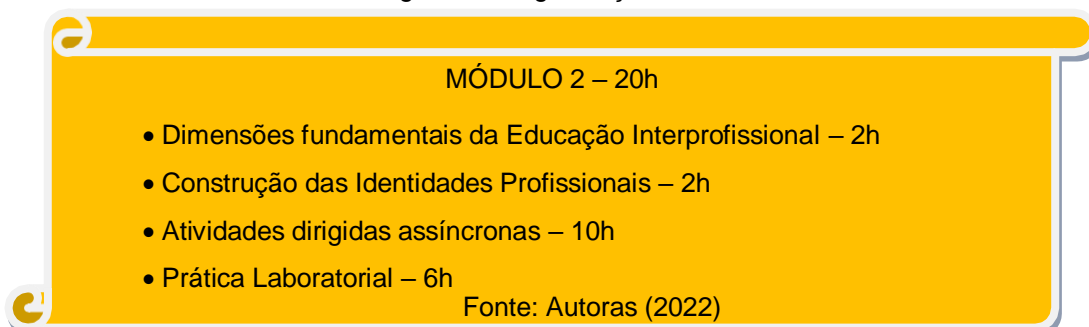 MÓDULO 2 – 20h
• Dimensões fundamentais da Educação Interprofissional – 2h
• Construção das Identidades Profissionais – 2h
• Atividades dirigidas assíncronas – 10h
• Prática Laboratorial – 6h
Fonte: Autoras (2022)